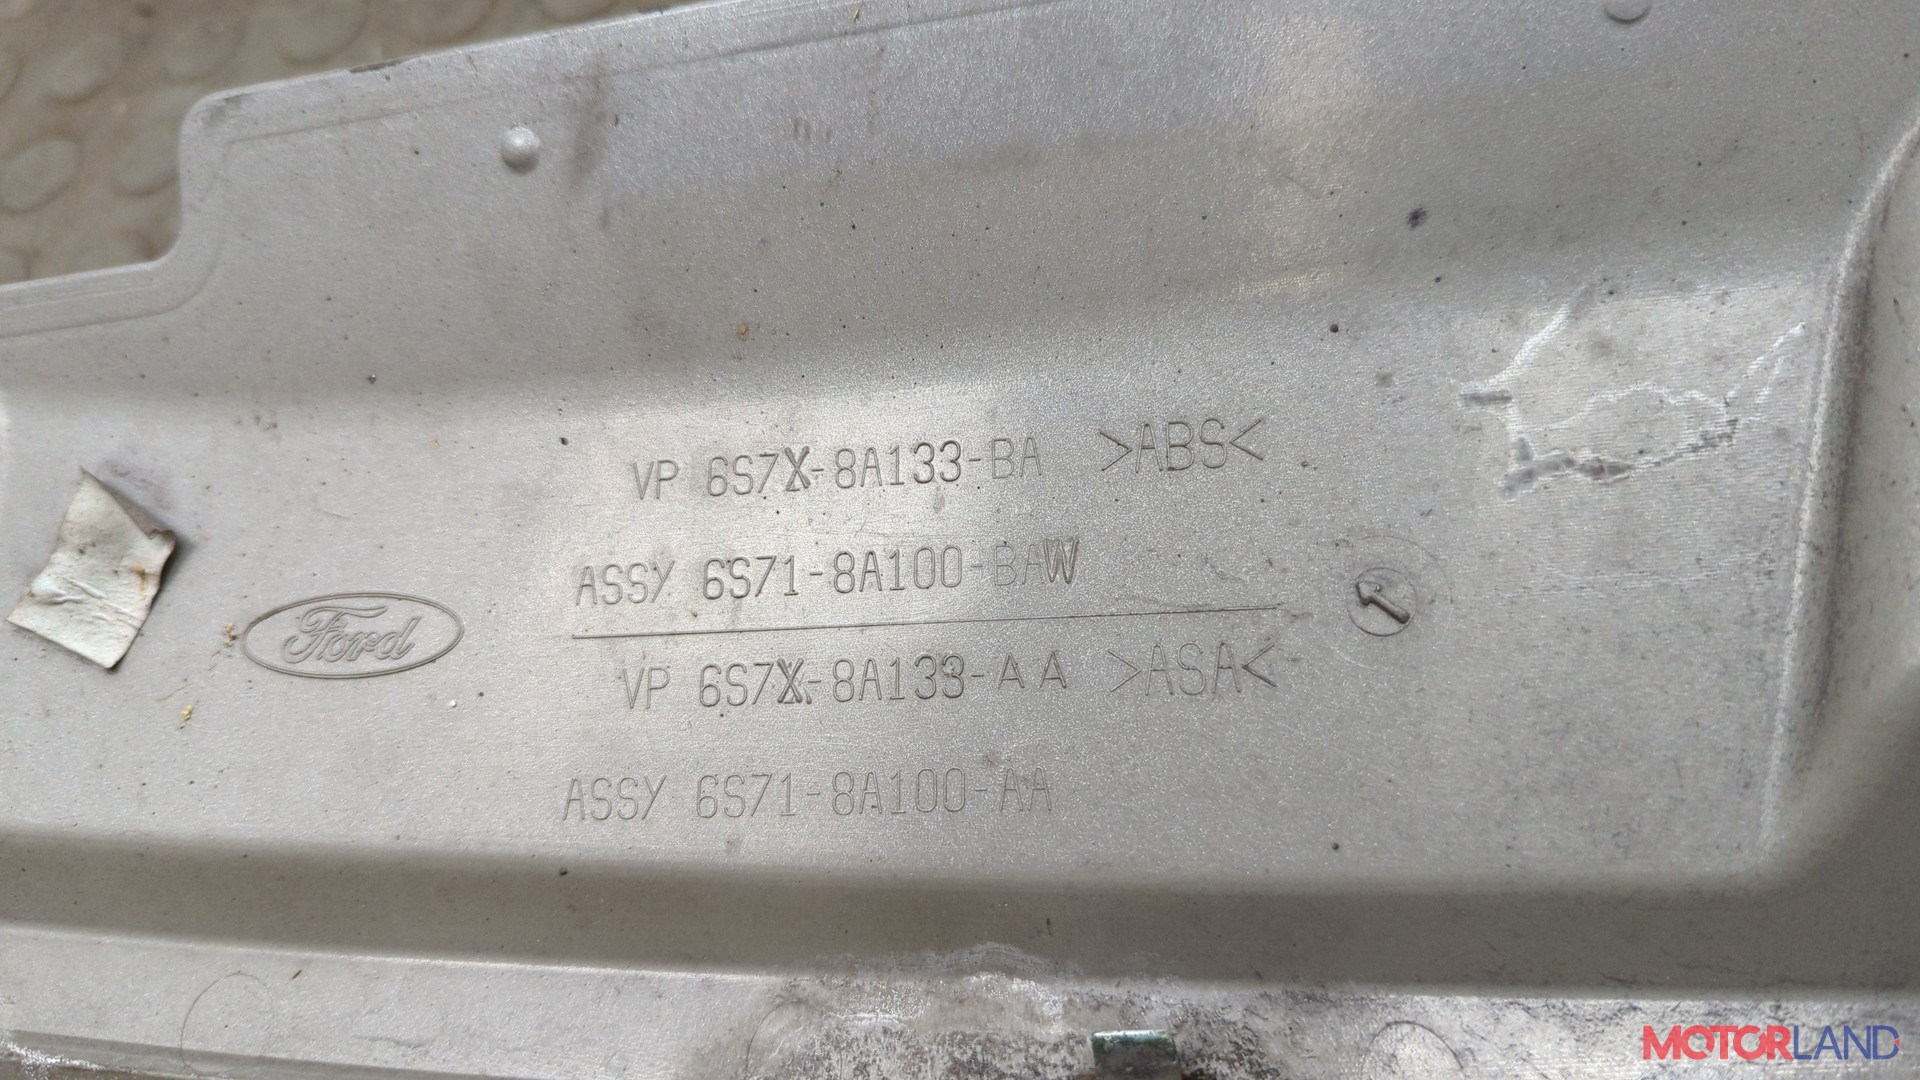 VP 6S7X-8A133-BA >ABS<
ASSY 6S71-8A100-BAW
Ford
VP 6S7X-8A133-AA >ASA<
ASSY 6S71-8A100-AA
MOTORLAND